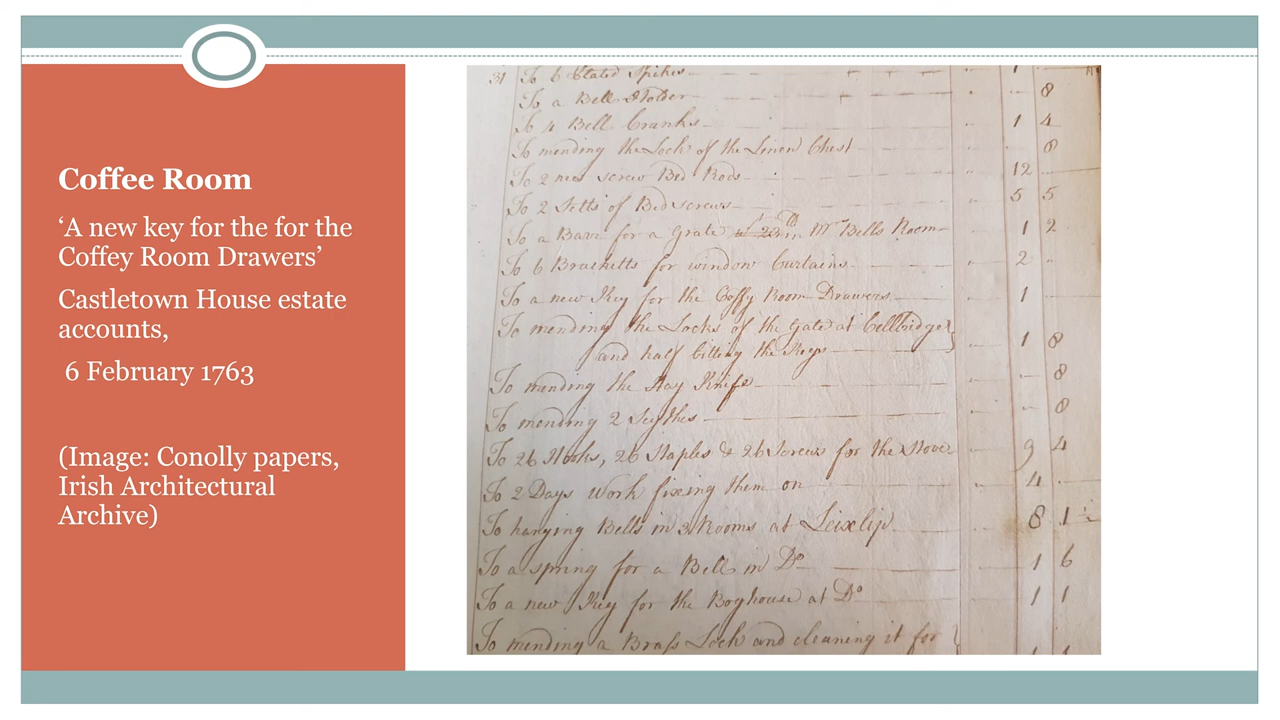 Coffee Room
‘A new key for the for the
Coffey Room Drawers’
Castletown House estate
accounts,
6 February 1763
(Image: Conolly papers,
Irish Architectural
Archive)
31 To 6 Plated Spikes 1
To a Bell 8
To 4 Bell Cranks 1 4
To mending the Lock of the Linen Chest 8
To 2 new screw Bed Rods 12
To 2 Setts of Bedscrews 5 5
To a Barr for a Grate in Mr Bells Room 1 2
To 6 Bracketts for window Curtains 2 "
To a new Key for the Coffy Room Drawers 1
To mending the Locks of the Gate at Cellbridge }
and half bitting the Keys 1 8
To mending the Hay Knife 8
To mending 2 Scythes 8
To 26 Hooks, 26 Staples & 26 Screws for the Stove 9 4
To 2 Days work fixing them on 4
To hanging Bells in 3 Rooms at Leixlip 8 1 ½
To a spring for a Bell in Do 1 6
To a new Key for the Boghouse at Do 1 1
To mending a Brass Lock and cleaning it for }